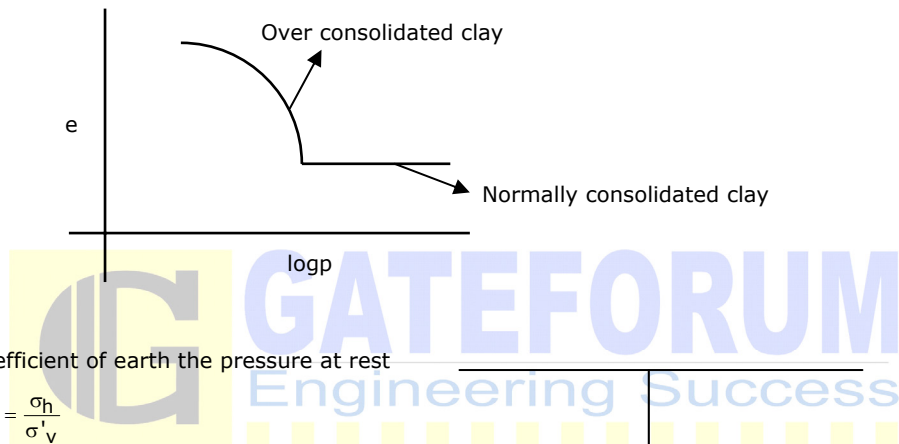 Over consolidated clay
e
Normally consolidated clay
logp
GATEFORUM
Engineering Success
efficient of earth the pressure at rest
= σh / σ'v